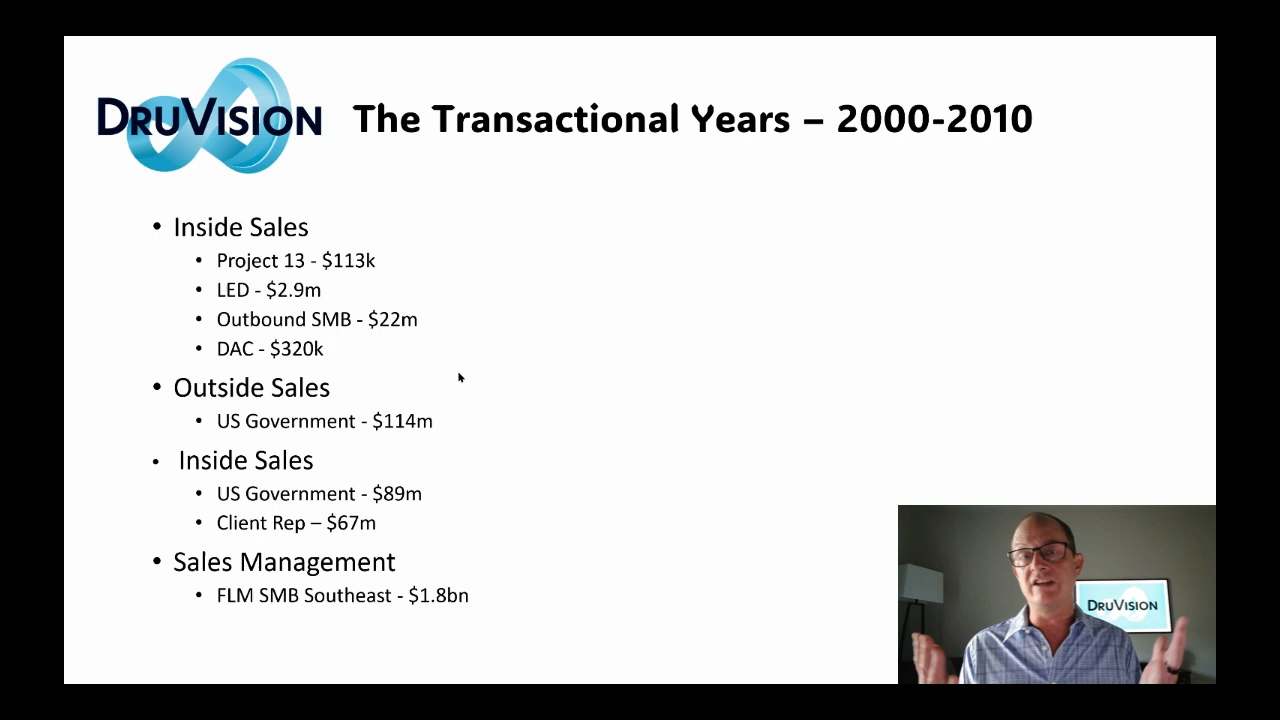 DRUVISION
The Transactional Years – 2000-2010
• Inside Sales
• Project 13 - $113k
• LED - $2.9m
• Outbound SMB - $22m
• DAC - $320k
• Outside Sales
• US Government - $114m
• Inside Sales
• US Government - $89m
• Client Rep – $67m
• Sales Management
• FLM SMB Southeast - $1.8bn
DRUVISION